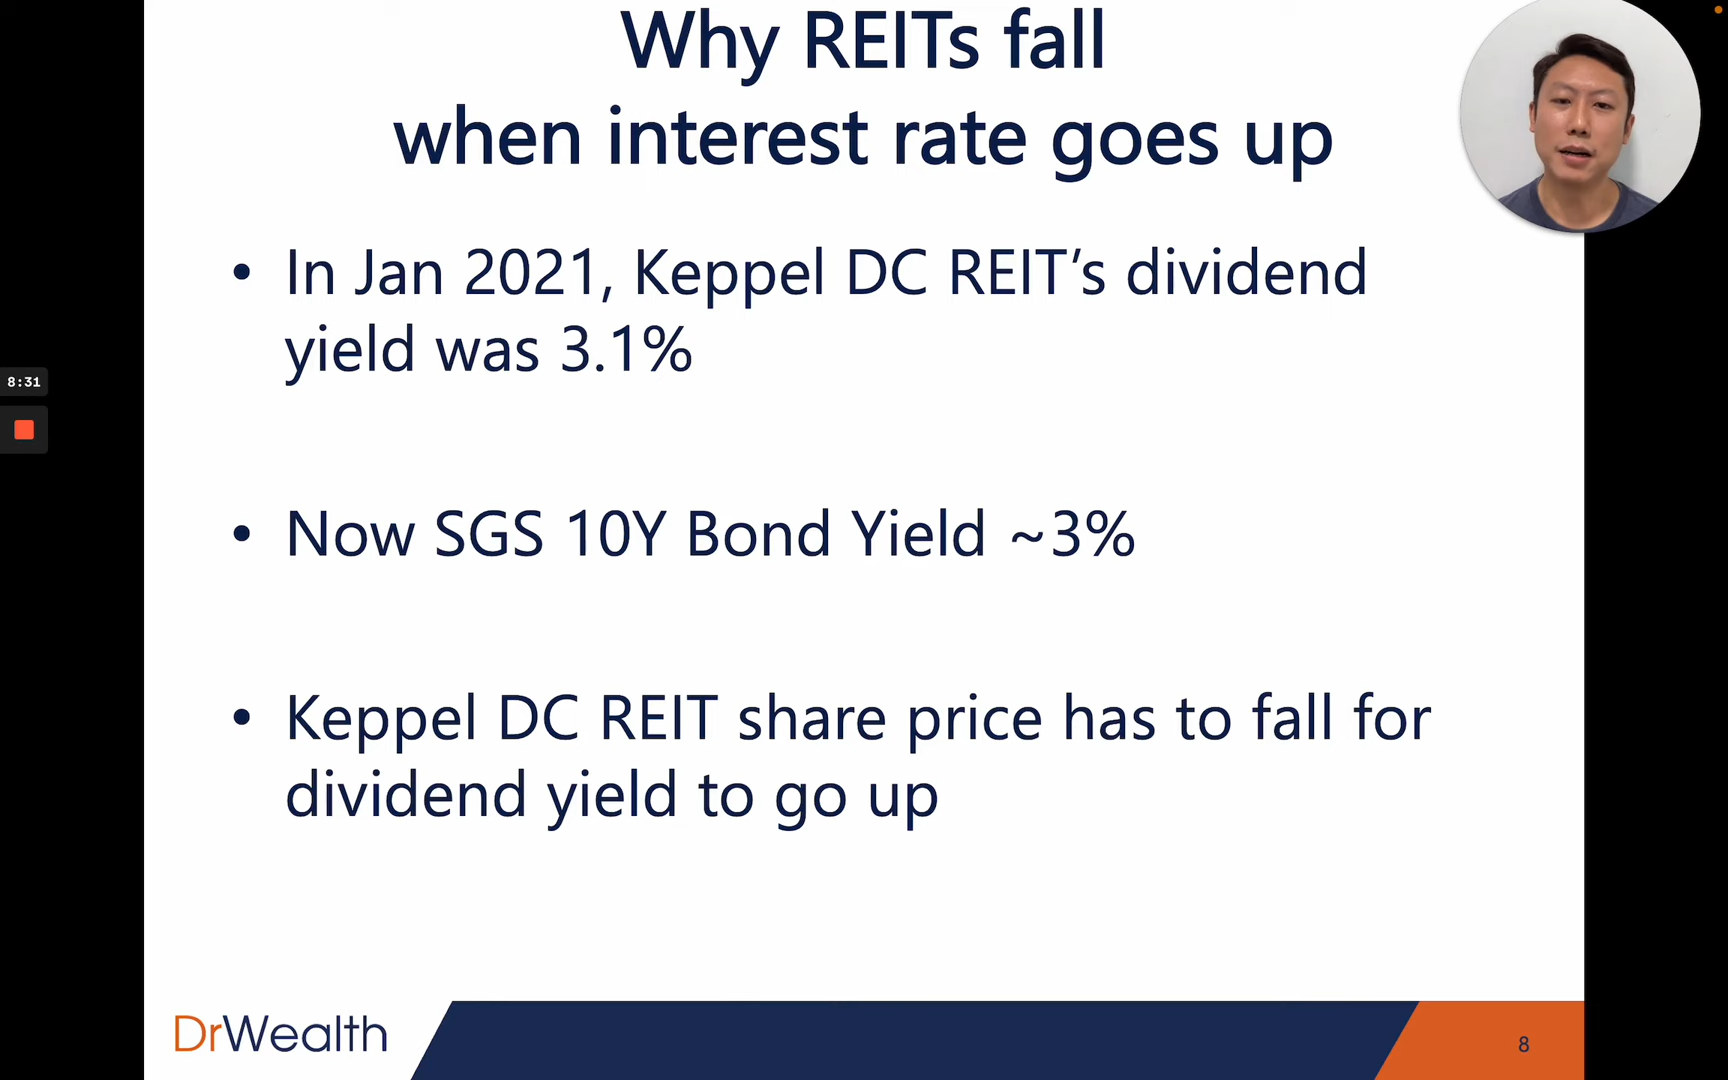 Why REITs fall
when interest rate goes up
• In Jan 2021, Keppel DC REIT’s dividend
yield was 3.1%
8:31
• Now SGS 10Y Bond Yield ~3%
• Keppel DC REIT share price has to fall for
dividend yield to go up
DrWealth
8